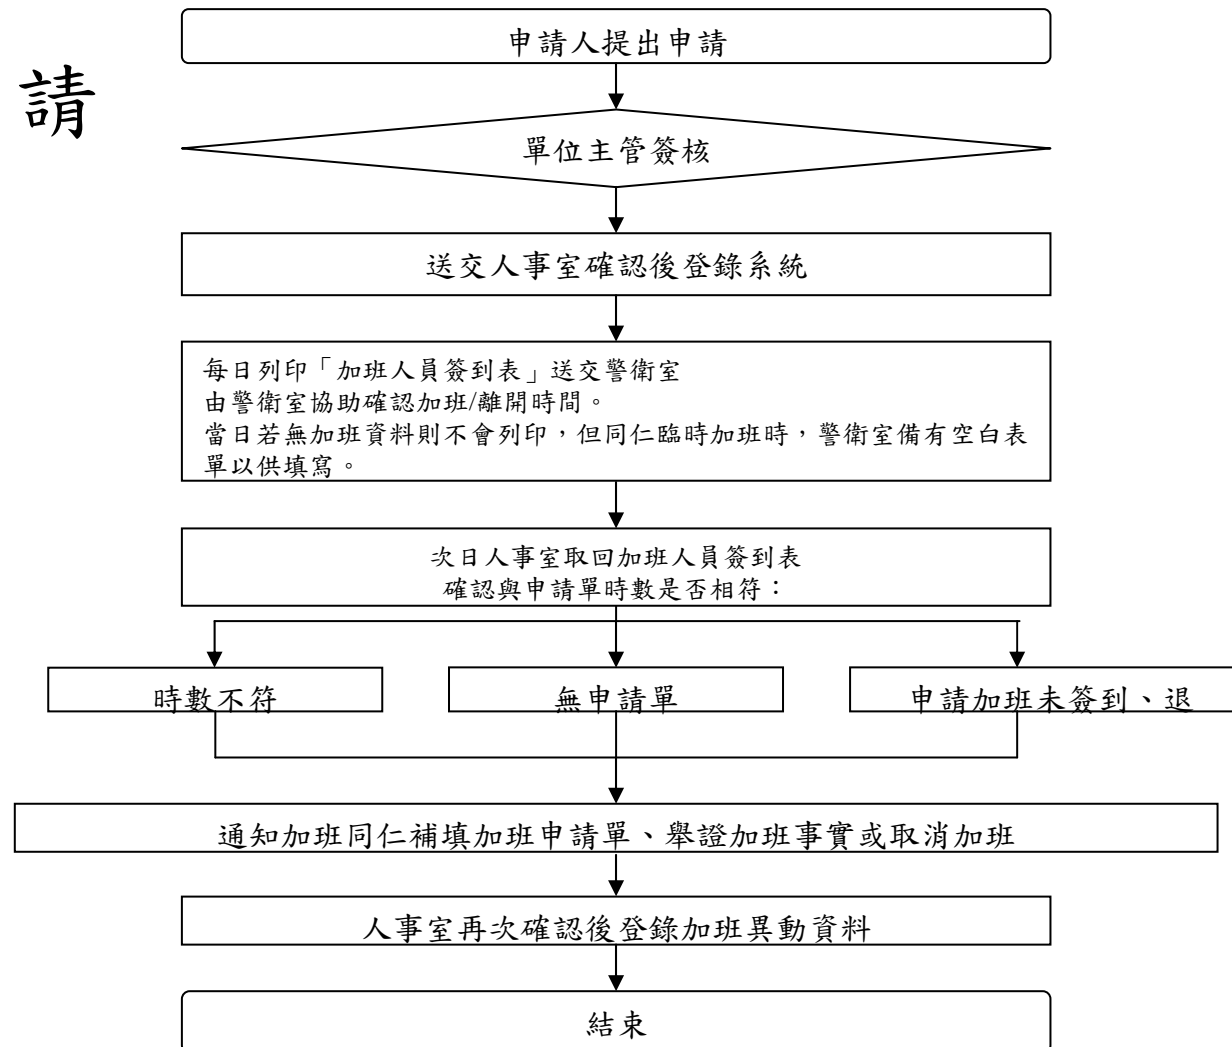 申請人提出申請
請
單位主管簽核
送交人事室確認後登錄系統
每日列印「加班人員簽到表」送交警衛室
由警衛室協助確認加班/離開時間。
當日若無加班資料則不會列印，但同仁臨時加班時，警衛室備有空白表
單以供填寫。
次日人事室取回加班人員簽到表
確認與申請單時數是否相符：
時數不符
無申請單
申請加班未簽到、退
通知加班同仁補填加班申請單、舉證加班事實或取消加班
人事室再次確認後登錄加班異動資料
結束